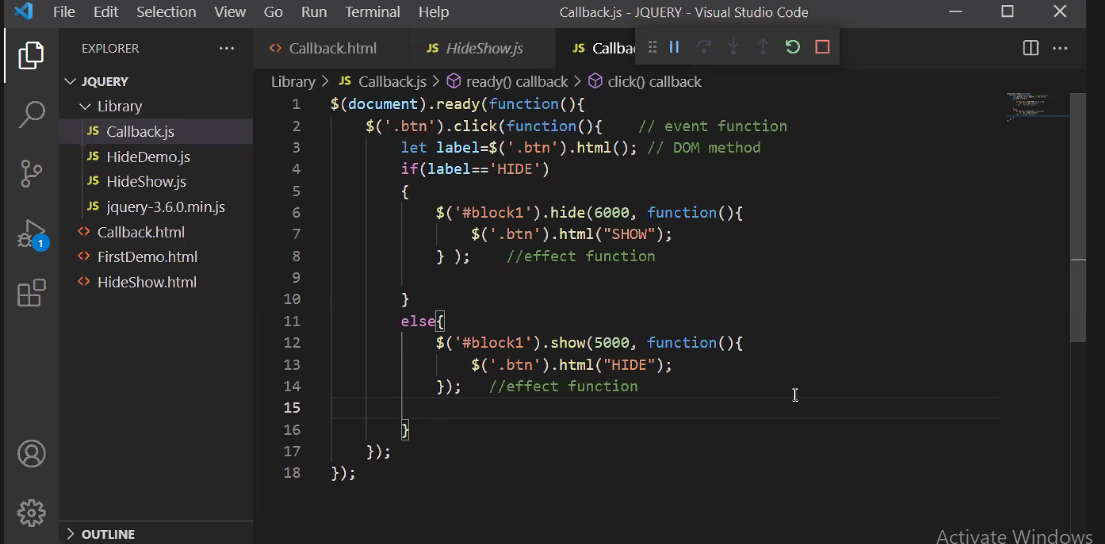 File Edit Selection View Go Run Terminal Help Callback.js - JQUERY - Visual Studio Code
EXPLORER ...
<> Callback.html JS HideShow.js JS Callba
JQUERY
Library
JS Callback.js
JS HideDemo.js
JS HideShow.js
JS jquery-3.6.0.min.js
<> Callback.html
<> FirstDemo.html
<> HideShow.html
1
OUTLINE
Library > JS Callback.js > ready() callback > click() callback
1 $(document).ready(function(){
2 $('.btn').click(function(){ // event function
3 let label=$('.btn').html(); // DOM method
4 if(label=='HIDE')
5 {
6 $('#block1').hide(6000, function(){
7 $('.btn').html("SHOW");
8 } ); //effect function
9
10 }
11 else{
12 $('#block1').show(5000, function(){
13 $('.btn').html("HIDE");
14 }); //effect function
15
16 }
17 });
18 });
Activate Windows